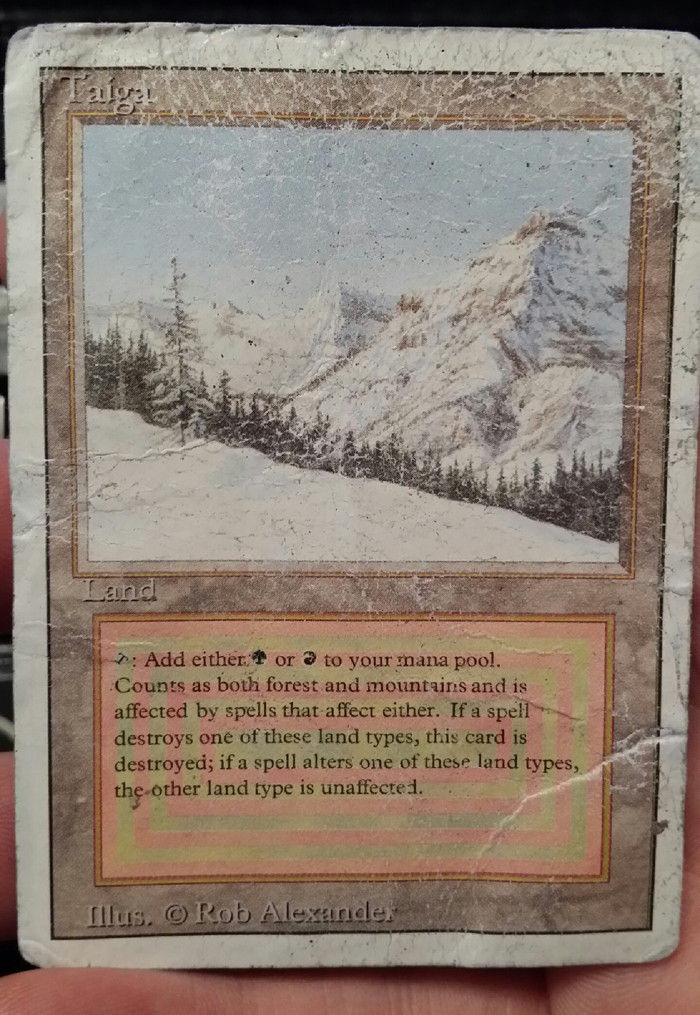 Taiga
Land
: Add either or to your mana pool.
Counts as both forest and mountains and is
affected by spells that affect either. If a spell
destroys one of these land types, this card is
destroyed; if a spell alters one of these land types,
the other land type is unaffected.
Illus. © Rob Alexander